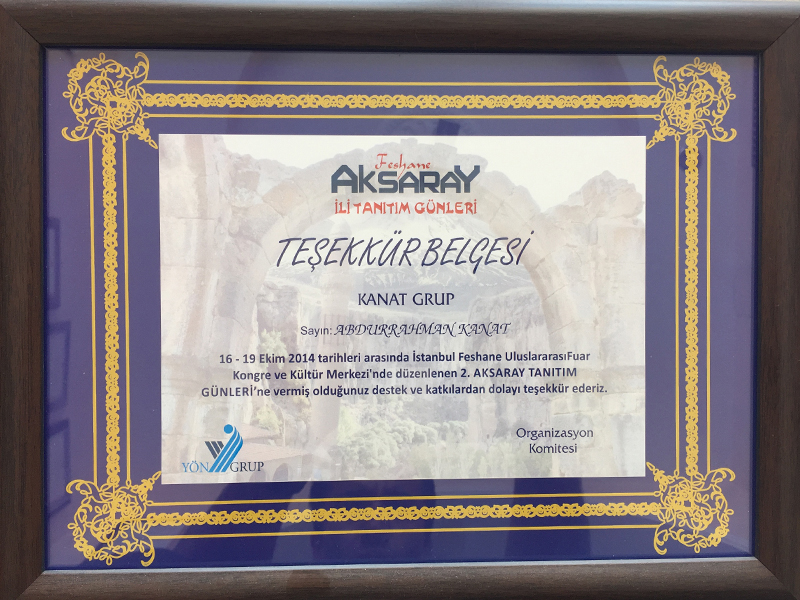 Feshane
AKSARAY
İLİ TANITIM GÜNLERİ
TEŞEKKÜR BELGESİ
KANAT GRUP
Sayın: ABDURRAHMAN KANAT
16 - 19 Ekim 2014 tarihleri arasında İstanbul Feshane UluslararasıFuar
Kongre ve Kültür Merkezi'nde düzenlenen 2. AKSARAY TANITIM
GÜNLERİ'ne vermiş olduğunuz destek ve katkılardan dolayı teşekkür ederiz.
Organizasyon
Komitesi
YÖN GRUP